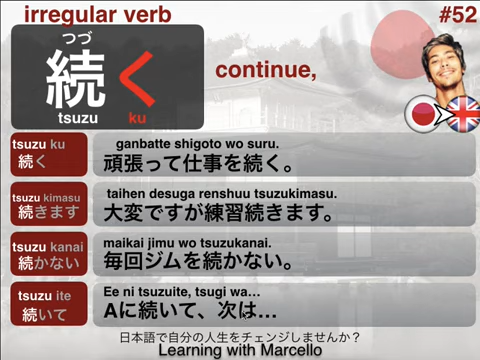 irregular verb
#52
つづ
続く
tsuzu ku
continue,
tsuzu ku
続く
ganbatte shigoto wo suru.
頑張って仕事を続く。
tsuzu kimasu
続きます
taihen desuga renshuu tsuzukimasu.
大変ですが練習続きます。
tsuzu kanai
続かない
maikai jimu wo tsuzukanai.
毎回ジムを続かない。
tsuzu ite
続いて
Ee ni tsuzuite, tsugi wa…
Aに続いて、次は…
日本語で自分の人生をチェンジしませんか？
Learning with Marcello